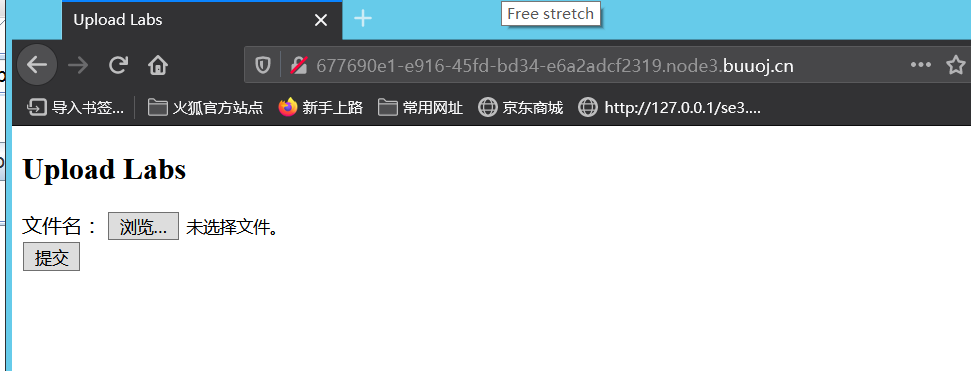 Upload Labs
Free stretch
677690e1-e916-45fd-bd34-e6a2adcf2319.node3.buuoj.cn
导入书签... 火狐官方站点 新手上路 常用网址 京东商城 http://127.0.0.1/se3....
Upload Labs
文件名： 浏览... 未选择文件。
提交